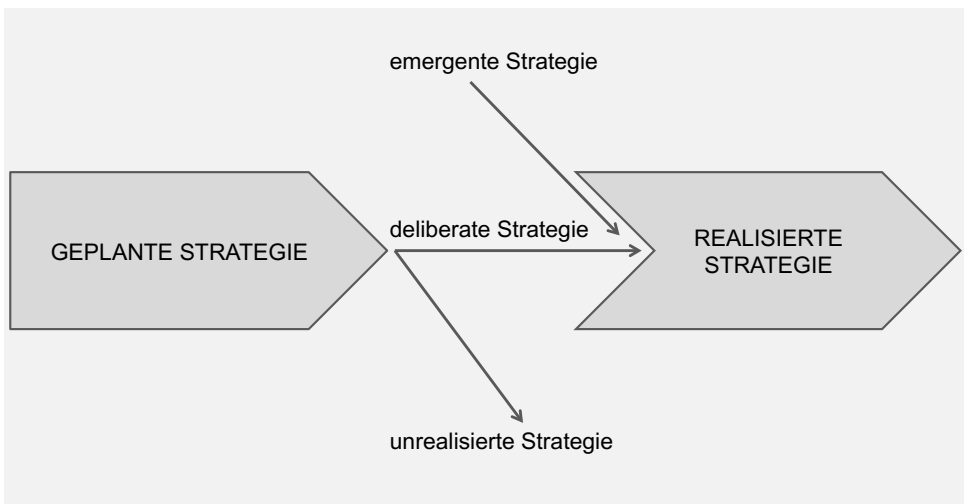 emergente Strategie
deliberate Strategie
GEPLANTE STRATEGIE
REALISIERTE
STRATEGIE
unrealisierte Strategie